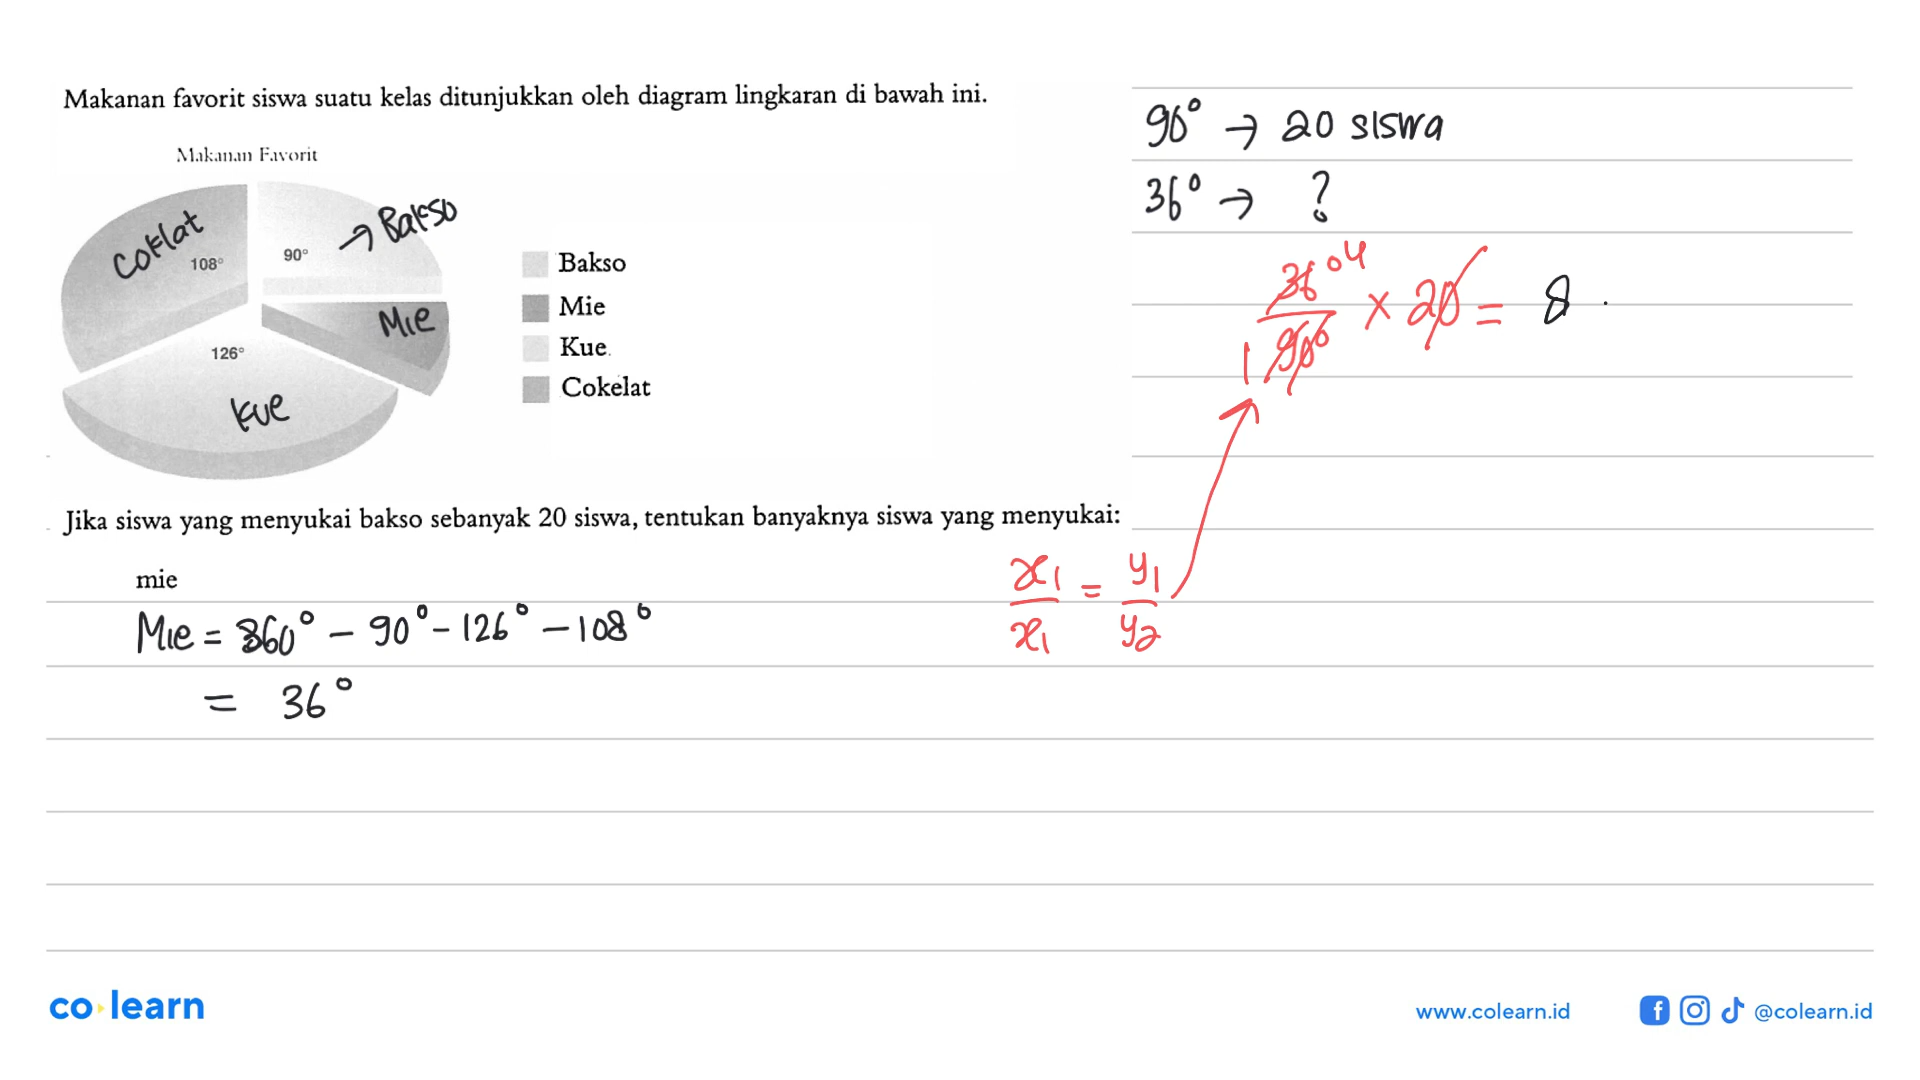 Makanan favorit siswa suatu kelas ditunjukkan oleh diagram lingkaran di bawah ini.
Makanan Favorit
Coklat
108°
90°
→ Bakso
Mie
126°
Kue
Bakso
Mie
Kue
Cokelat
Jika siswa yang menyukai bakso sebanyak 20 siswa, tentukan banyaknya siswa yang menyukai:
mie
Mie = 360° - 90° - 126° - 108°
= 36°
90° → 20 siswa
36° → ?
36° 4
1 90° × 20 = 8.
x1 = y1
x1 y2
co learn
www.colearn.id
@colearn.id